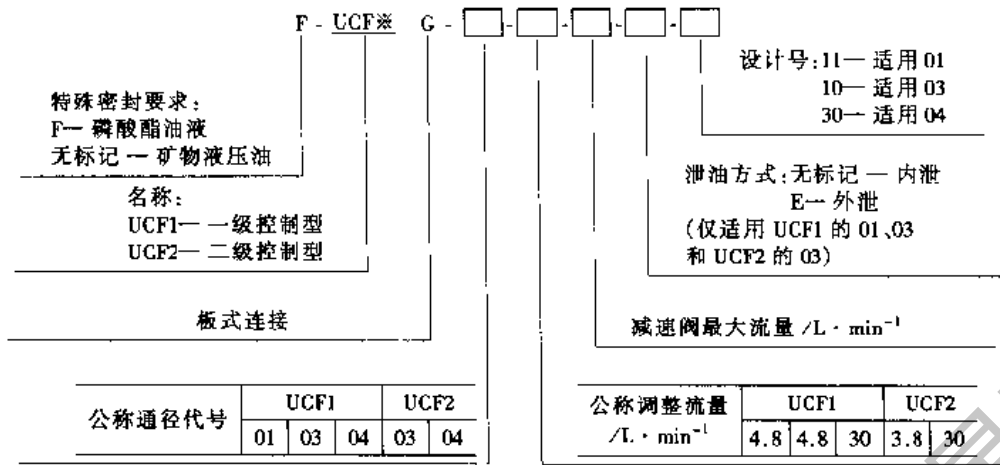 F - UCF※ G - □ - □ - □ - □ - □
设计号:11— 适用 01
10— 适用 03
30— 适用 04
特殊密封要求:
F— 磷酸酯油液
无标记 — 矿物液压油
泄油方式:无标记 — 内泄
E— 外泄
(仅适用 UCF1 的 01、03
和 UCF2 的 03)
名称:
UCF1— 一级控制型
UCF2— 二级控制型
板式连接
减速阀最大流量 /L · min⁻¹
公称通径代号 UCF1 UCF2
01 03 04 03 04
公称调整流量 UCF1 UCF2
/L · min⁻¹ 4.8 4.8 30 3.8 30